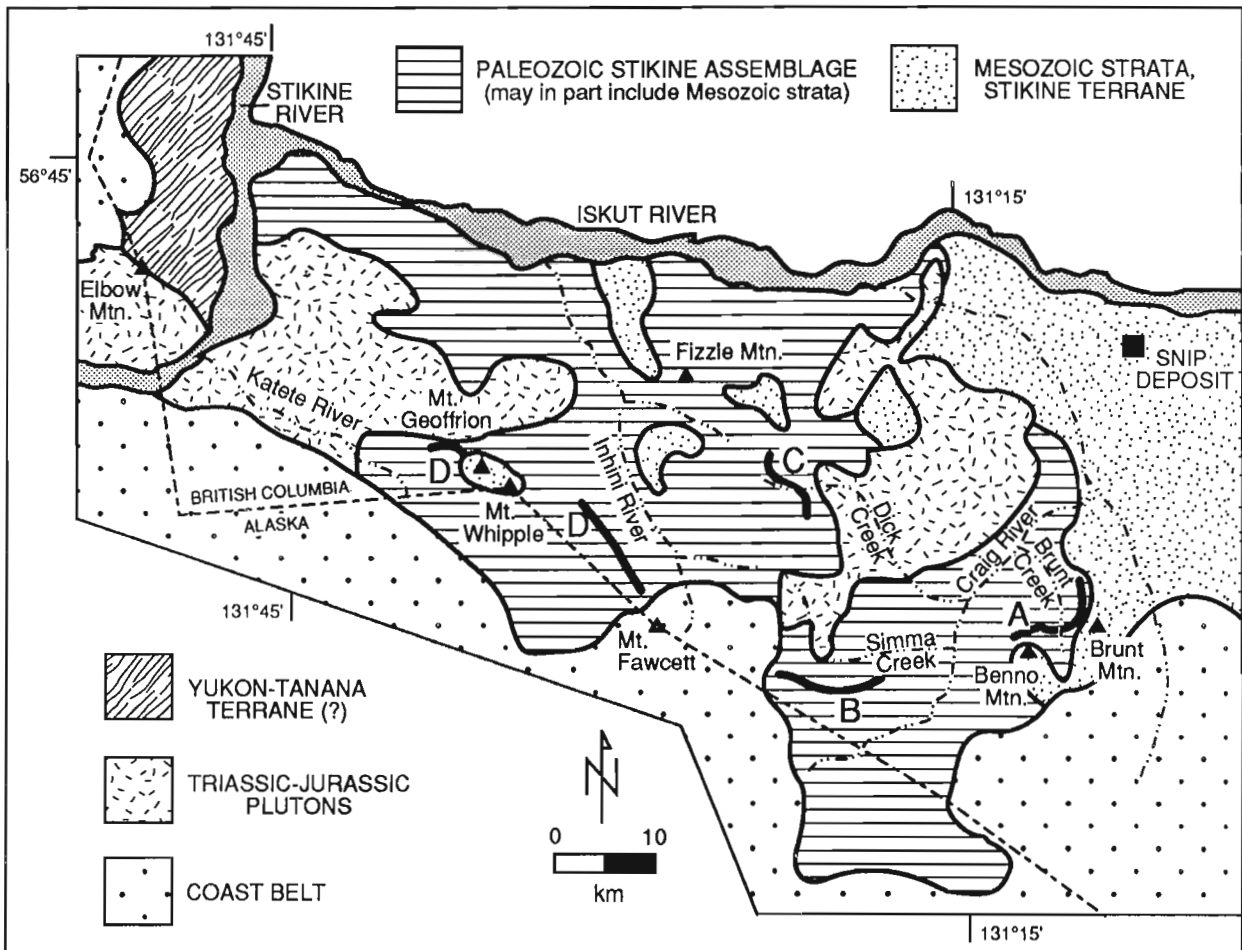 131°45'
STIKINE
RIVER
PALEOZOIC STIKINE ASSEMBLAGE
(may in part include Mesozoic strata)
MESOZOIC STRATA,
STIKINE TERRANE
56°45'
131°15'
ISKUT RIVER
Elbow
Mtn.
Fizzle Mtn.
SNIP
DEPOSIT
Katete River
Mt.
Geoffrion
D
C
Inhini River
BRITISH COLUMBIA
ALASKA
Mt.
Whipple
D
Dick
Creek
Craig River
Brunt
Creek
A
131°45'
Mt.
Fawcett
Simma
Creek
Benno
Mtn.
Brunt
Mtn.
B
YUKON-TANANA
TERRANE (?)
TRIASSIC-JURASSIC
PLUTONS
N
0 10
km
COAST BELT
131°15'